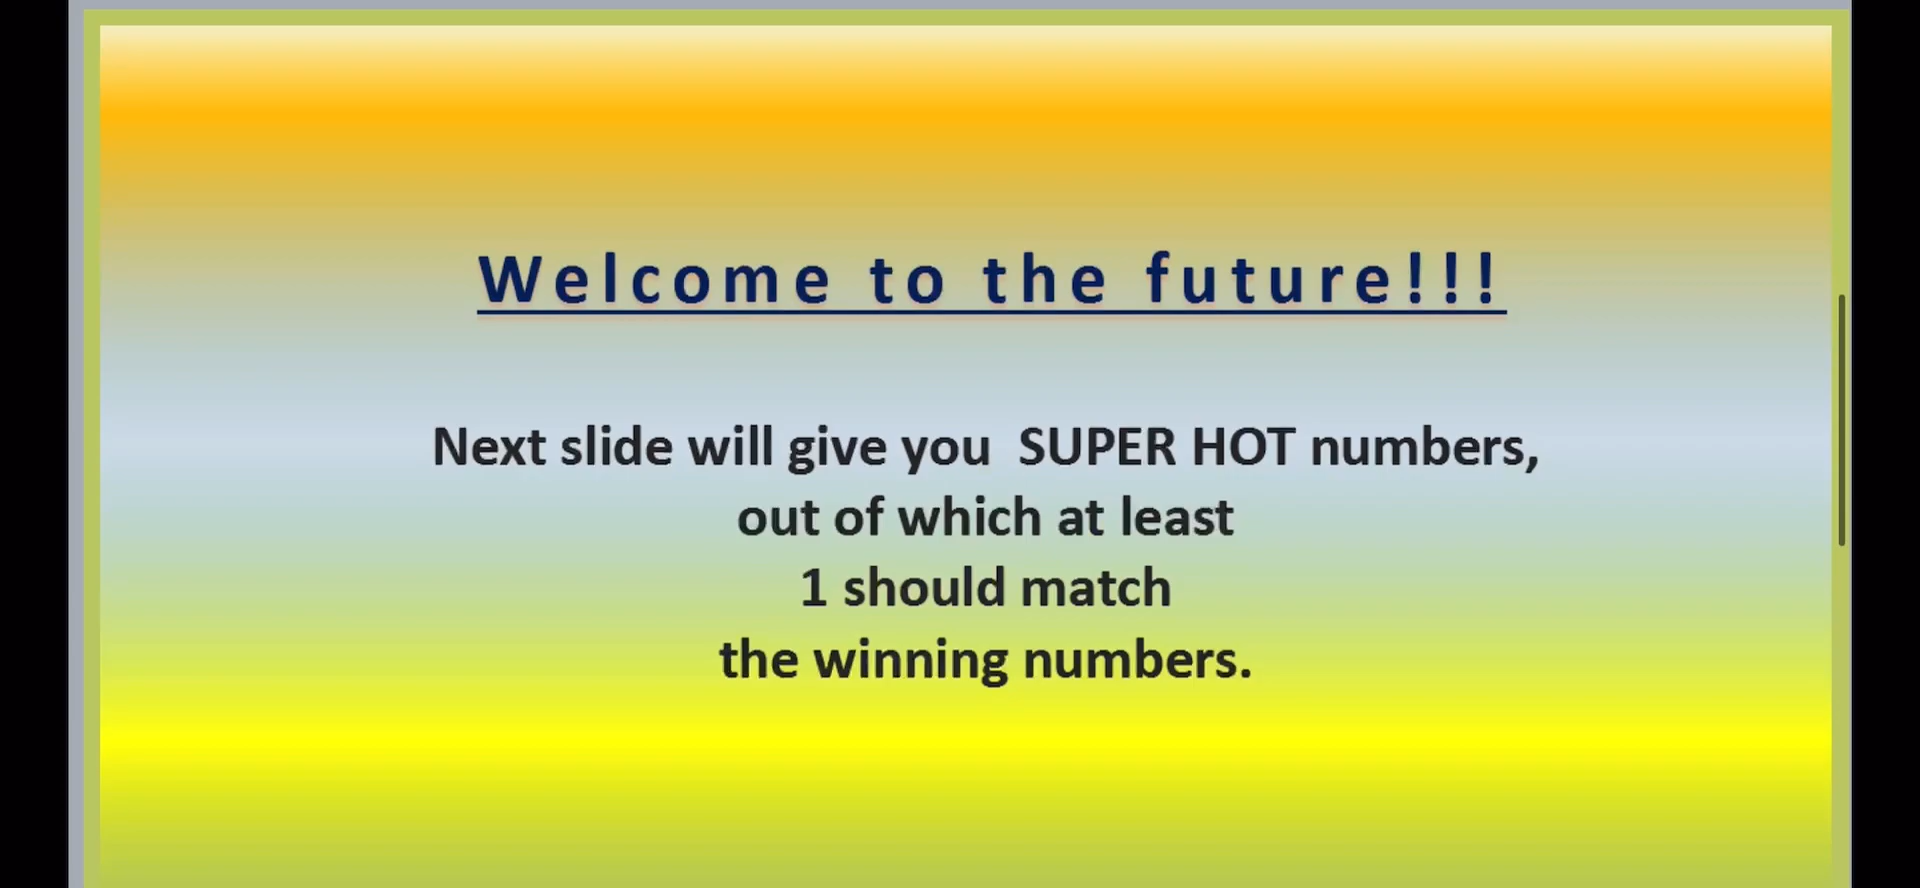 Welcome to the future!!!
Next slide will give you  SUPER HOT numbers,
out of which at least
1 should match
the winning numbers.